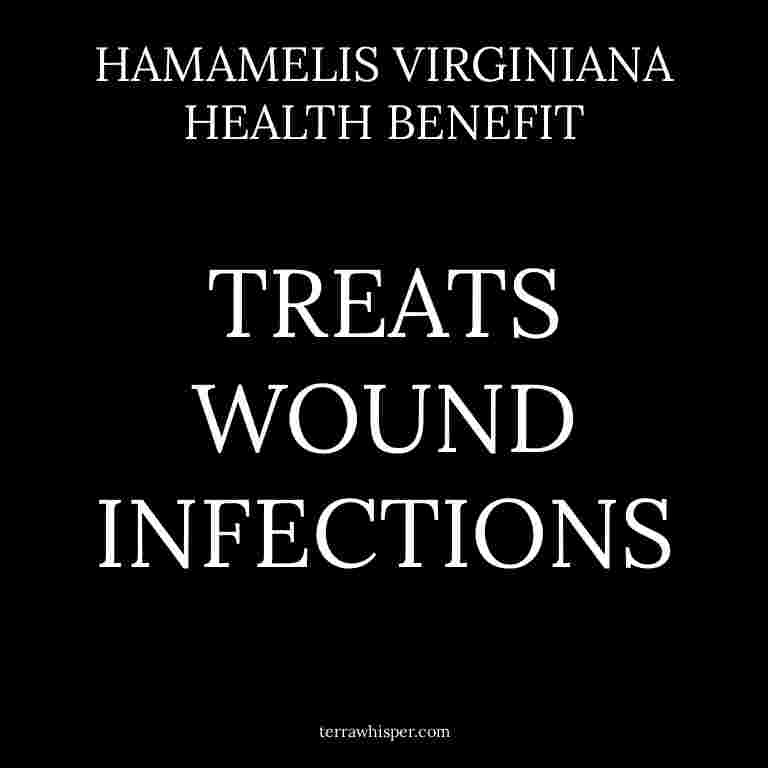 HAMAMELIS VIRGINIANA
HEALTH BENEFIT
TREATS
WOUND
INFECTIONS
terrawhisper.com